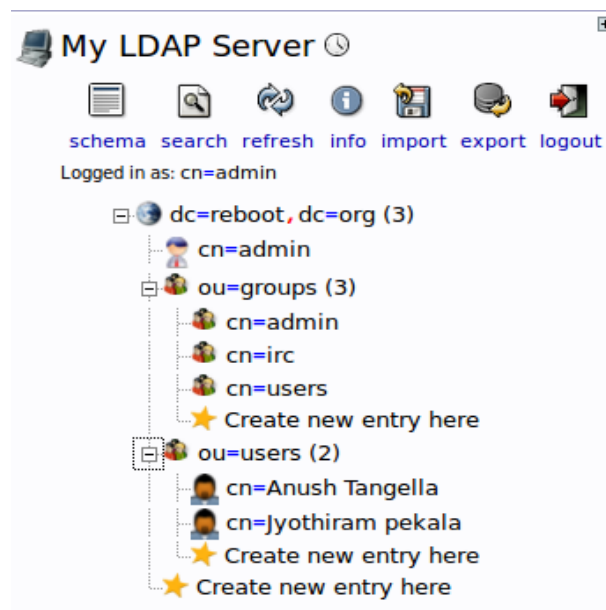 My LDAP Server
schema search refresh info import export logout
Logged in as: cn=admin
dc=reboot,dc=org (3)
cn=admin
ou=groups (3)
cn=admin
cn=irc
cn=users
Create new entry here
ou=users (2)
cn=Anush Tangella
cn=Jyothiram pekala
Create new entry here
Create new entry here